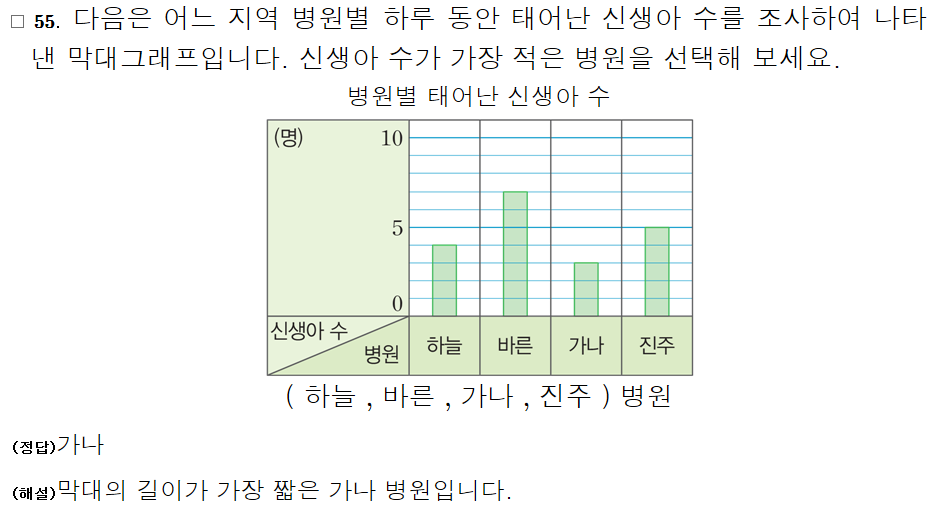 □ 55. 다음은 어느 지역 병원별 하루 동안 태어난 신생아 수를 조사하여 나타
낸 막대그래프입니다. 신생아 수가 가장 적은 병원을 선택해 보세요.
병원별 태어난 신생아 수
(명) 10
5
0
신생아 수
병원 하늘 바른 가나 진주
( 하늘 , 바른 , 가나 , 진주 ) 병원
(정답)가나
(해설)막대의 길이가 가장 짧은 가나 병원입니다.